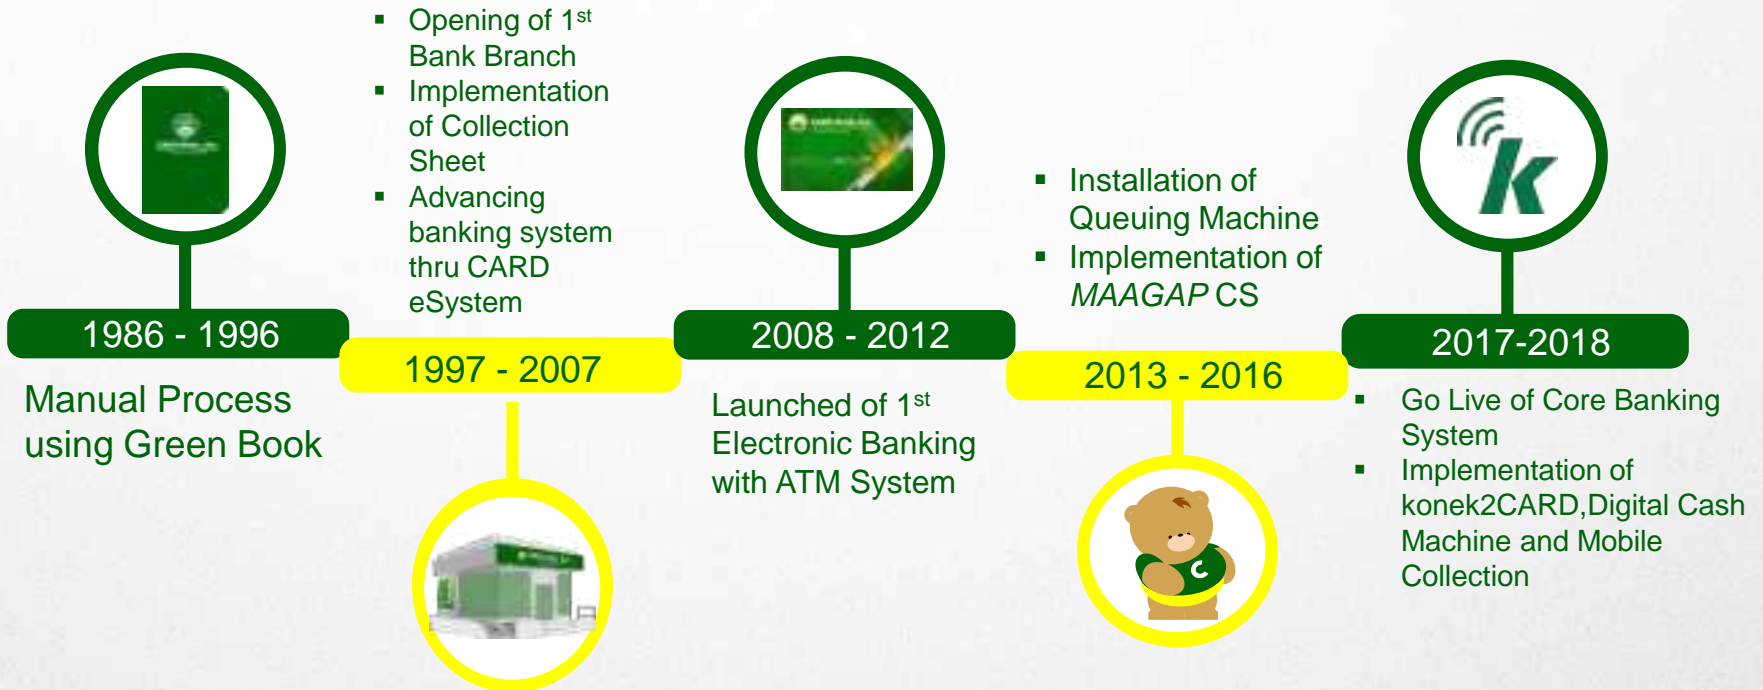 1986 - 1996
Manual Process
using Green Book
▪ Opening of 1st
Bank Branch
▪ Implementation
of Collection
Sheet
▪ Advancing
banking system
thru CARD
eSystem
1997 - 2007
2008 - 2012
Launched of 1st
Electronic Banking
with ATM System
▪ Installation of
Queuing Machine
▪ Implementation of
MAAGAP CS
2013 - 2016
C
k
2017-2018
▪ Go Live of Core Banking
System
▪ Implementation of
konek2CARD,Digital Cash
Machine and Mobile
Collection